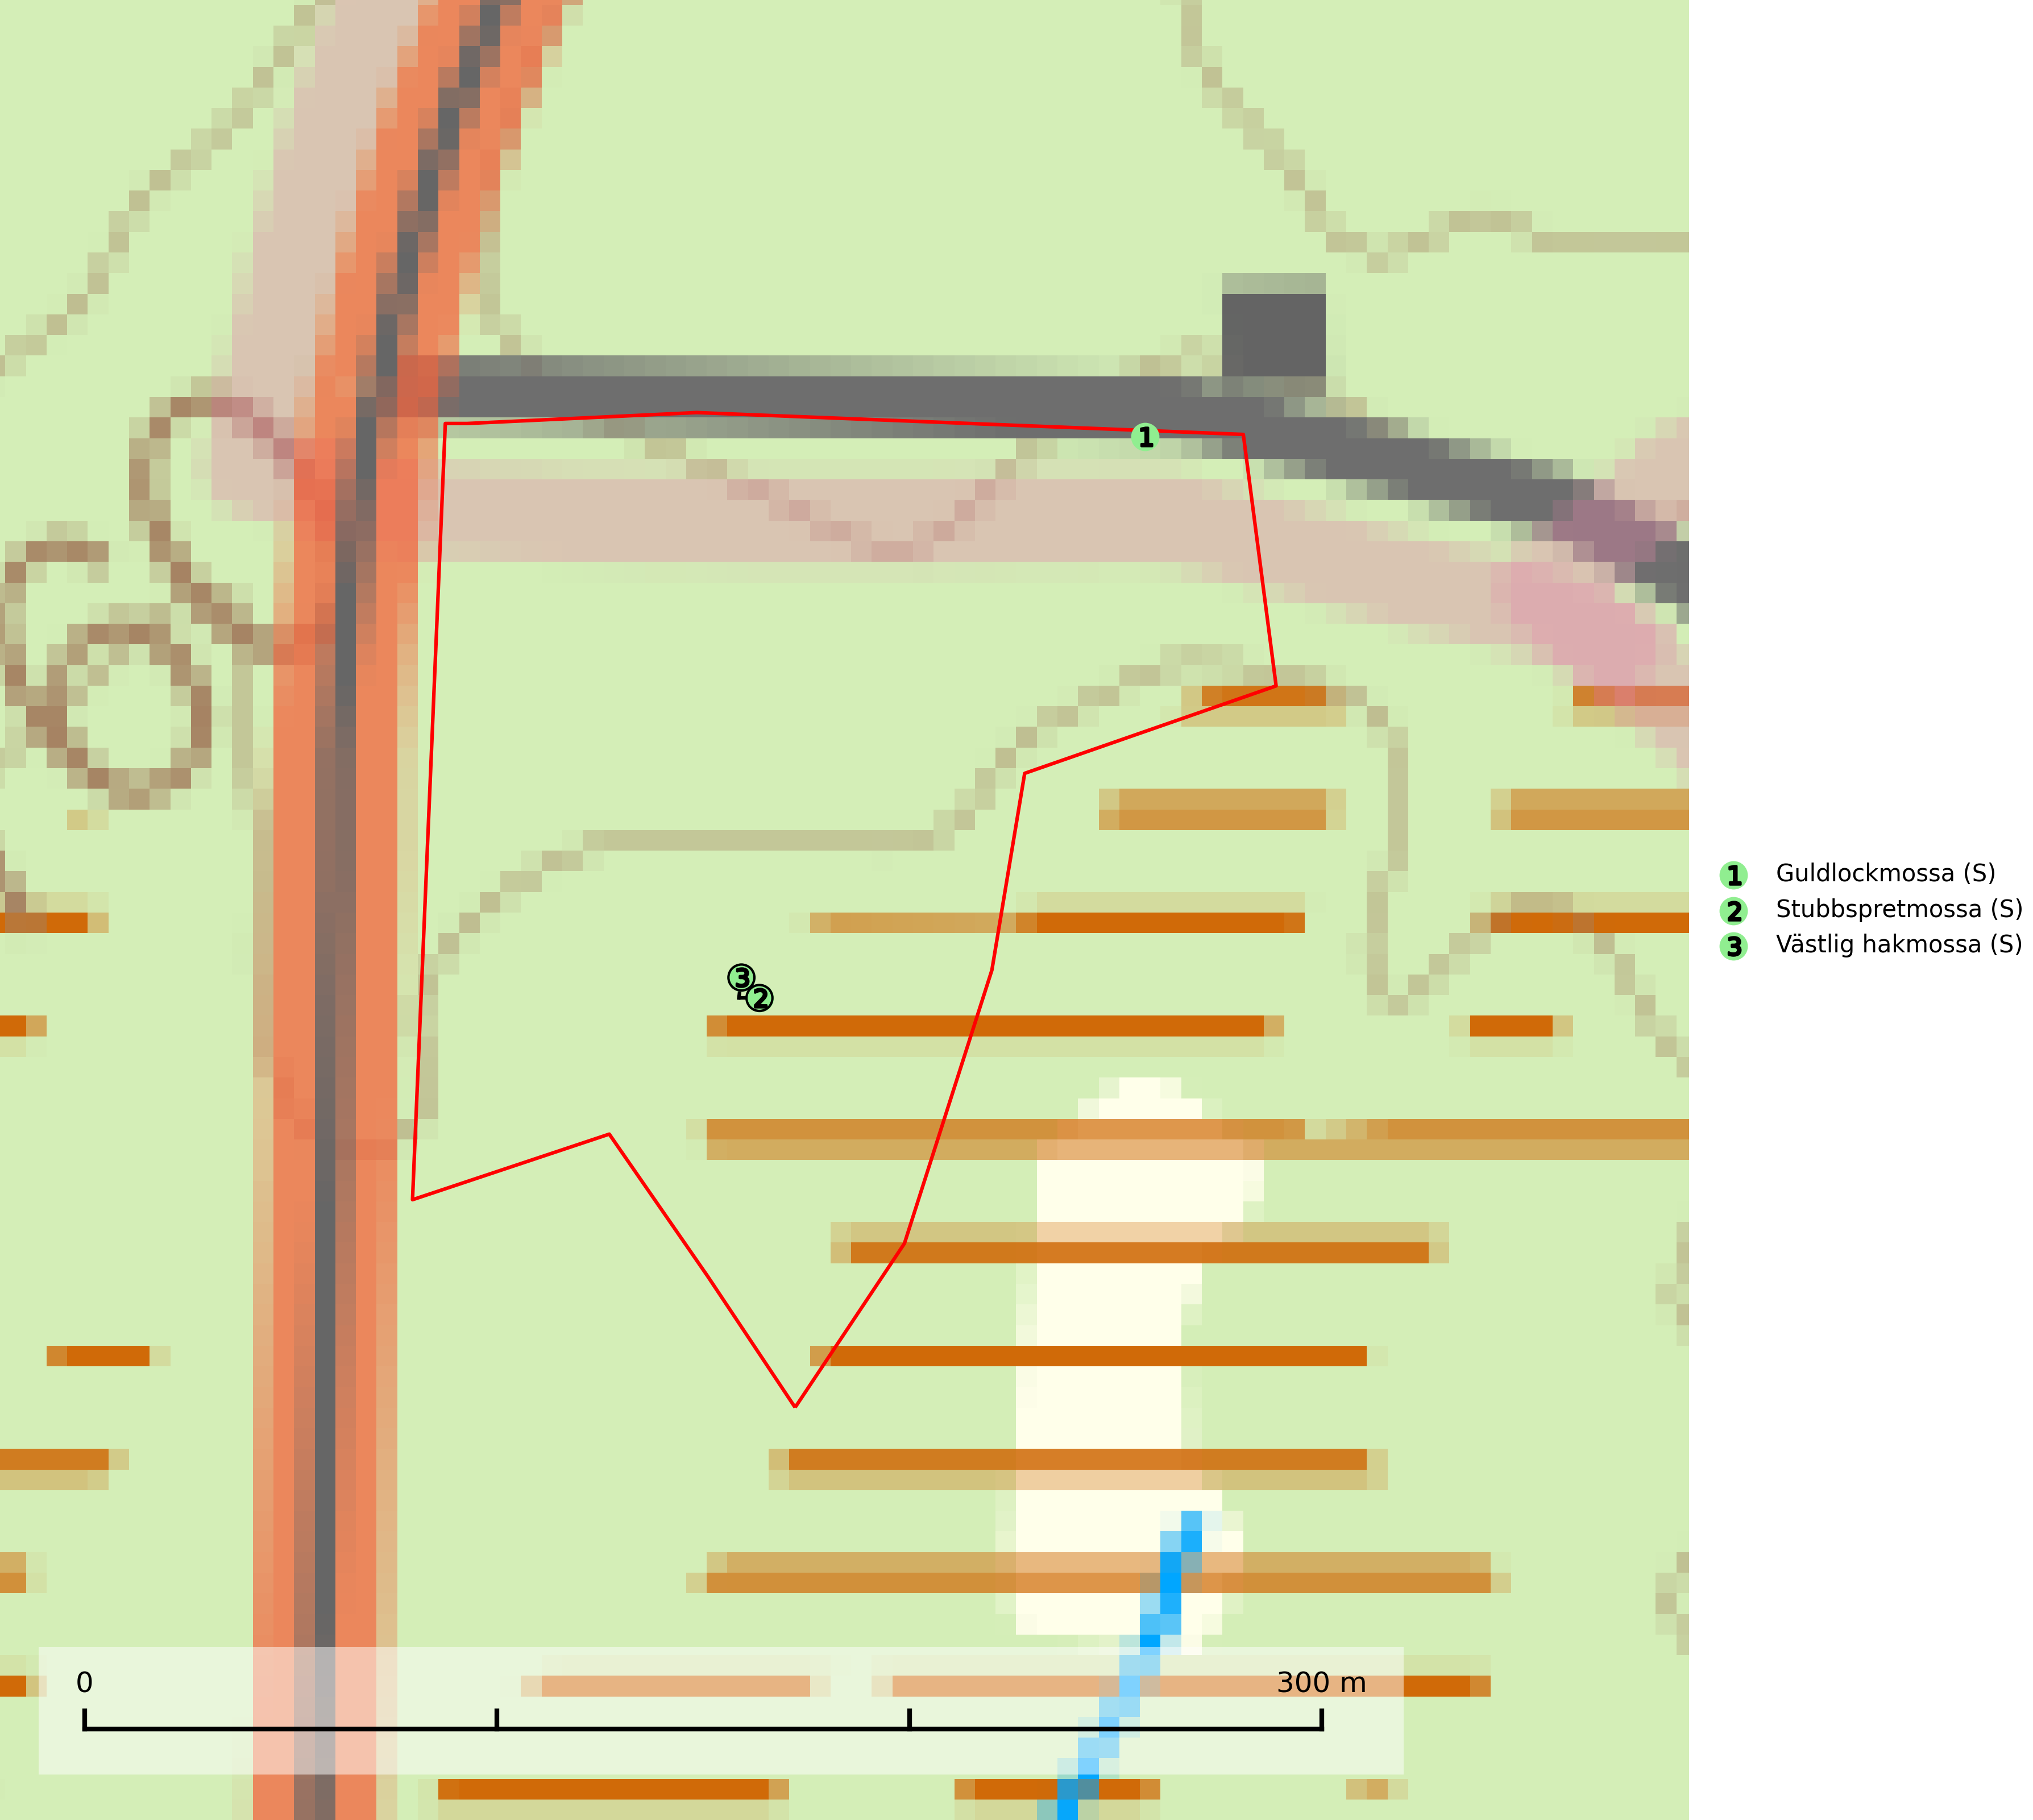 1
3
2
1 Guldlockmossa (S)
2 Stubbspretmossa (S)
3 Västlig hakmossa (S)
0 300 m